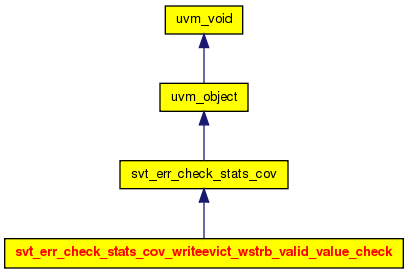 uvm_void
uvm_object
svt_err_check_stats_cov
svt_err_check_stats_cov_writeevict_wstrb_valid_value_check